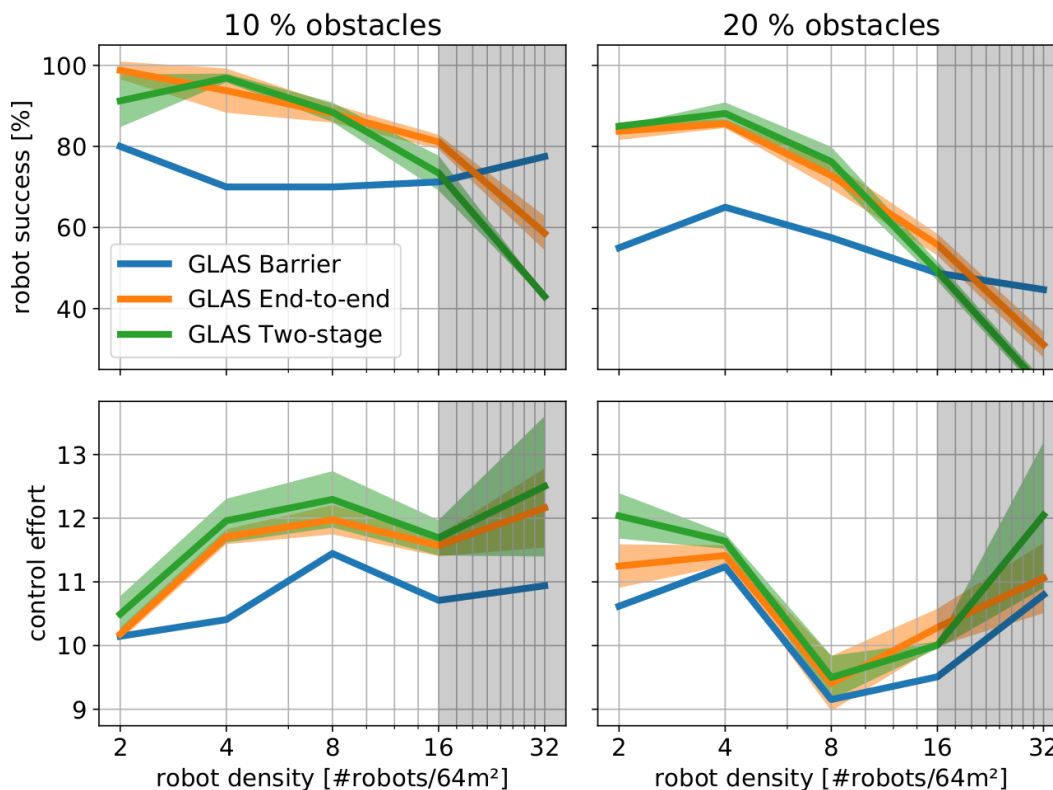 10 % obstacles
20 % obstacles
robot success [%]
100
80
60
40
GLAS Barrier
GLAS End-to-end
GLAS Two-stage
control effort
13
12
11
10
9
2 4 8 16 32
2 4 8 16 32
robot density [#robots/64m²]
robot density [#robots/64m²]